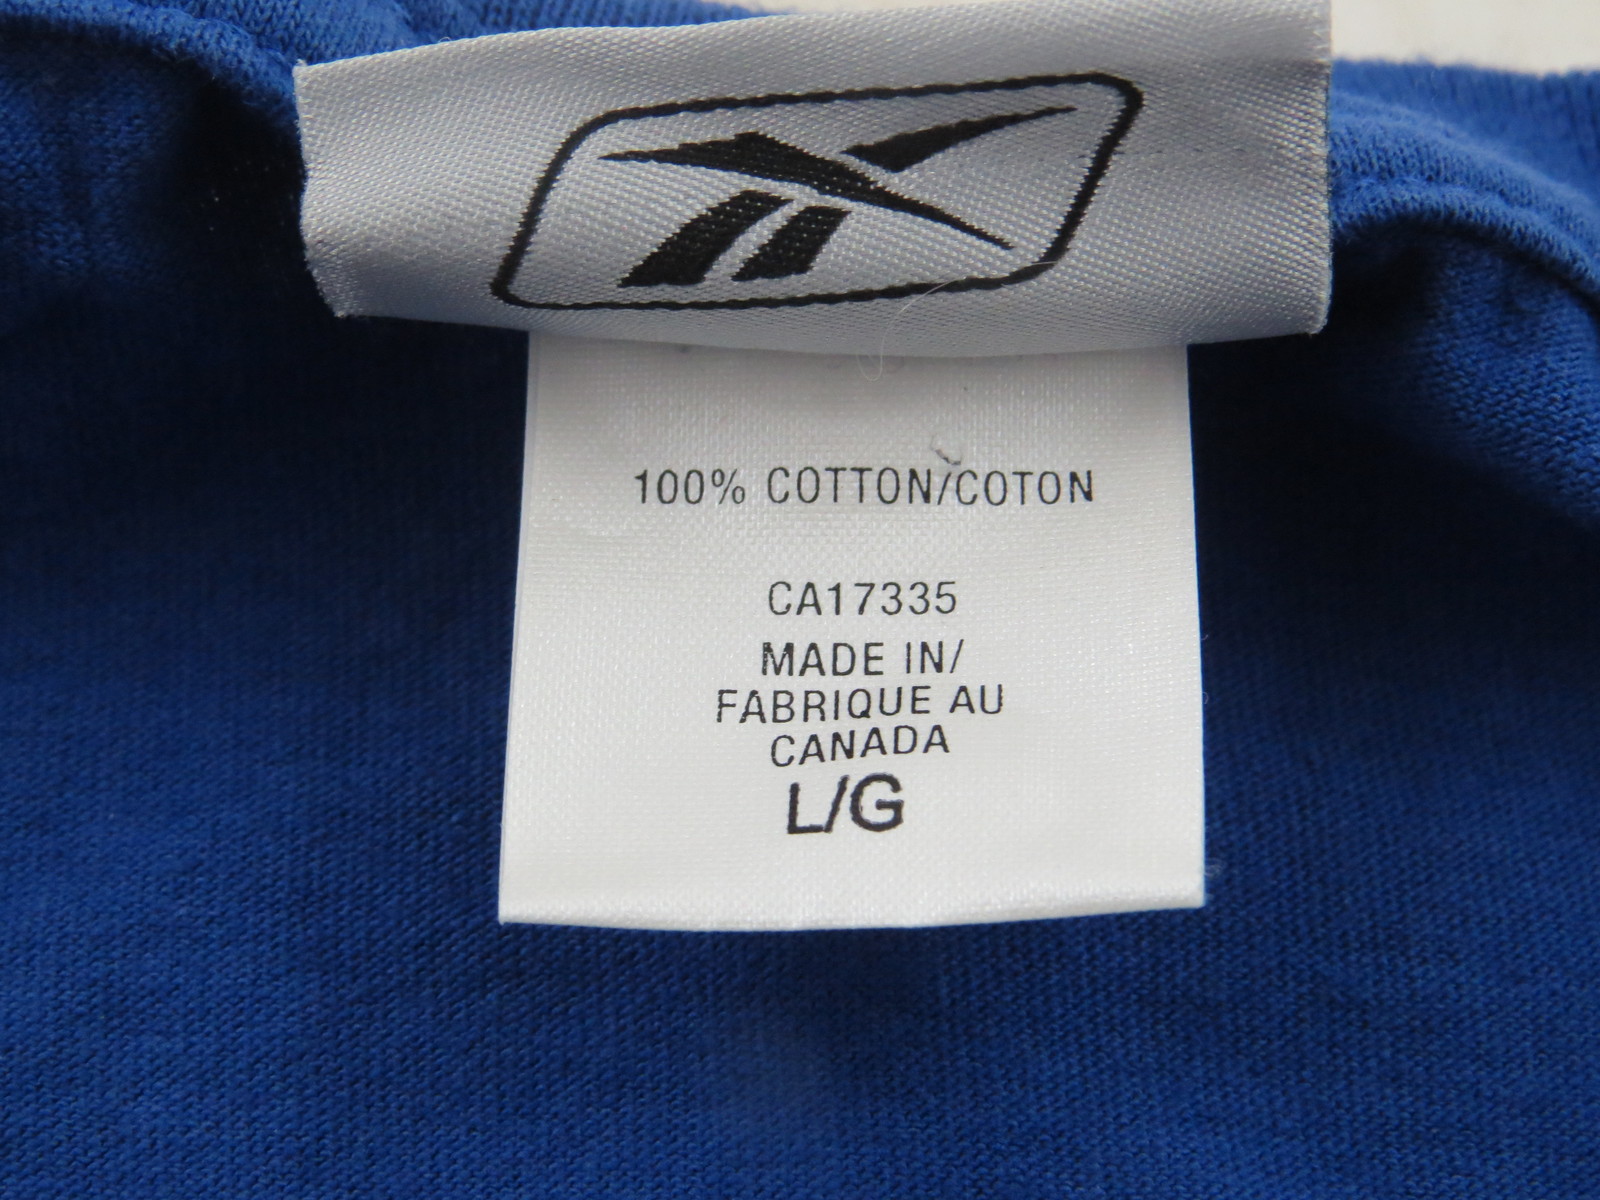 100% COTTON/COTON
CA17335
MADE IN/
FABRIQUE AU
CANADA
L/G